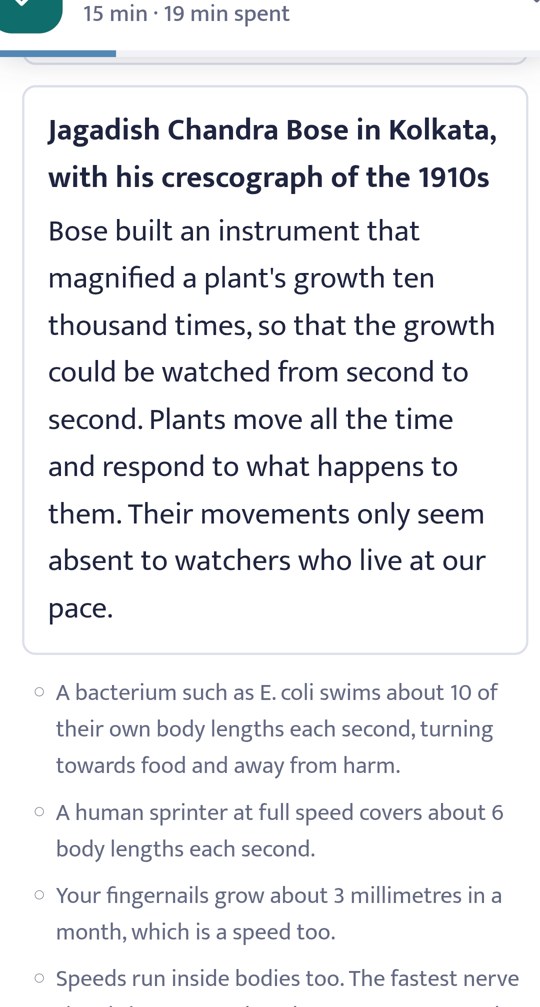 15 min · 19 min spent
Jagadish Chandra Bose in Kolkata,
with his crescograph of the 1910s
Bose built an instrument that
magnified a plant's growth ten
thousand times, so that the growth
could be watched from second to
second. Plants move all the time
and respond to what happens to
them. Their movements only seem
absent to watchers who live at our
pace.
A bacterium such as E. coli swims about 10 of
their own body lengths each second, turning
towards food and away from harm.
A human sprinter at full speed covers about 6
body lengths each second.
Your fingernails grow about 3 millimetres in a
month, which is a speed too.
Speeds run inside bodies too. The fastest nerve